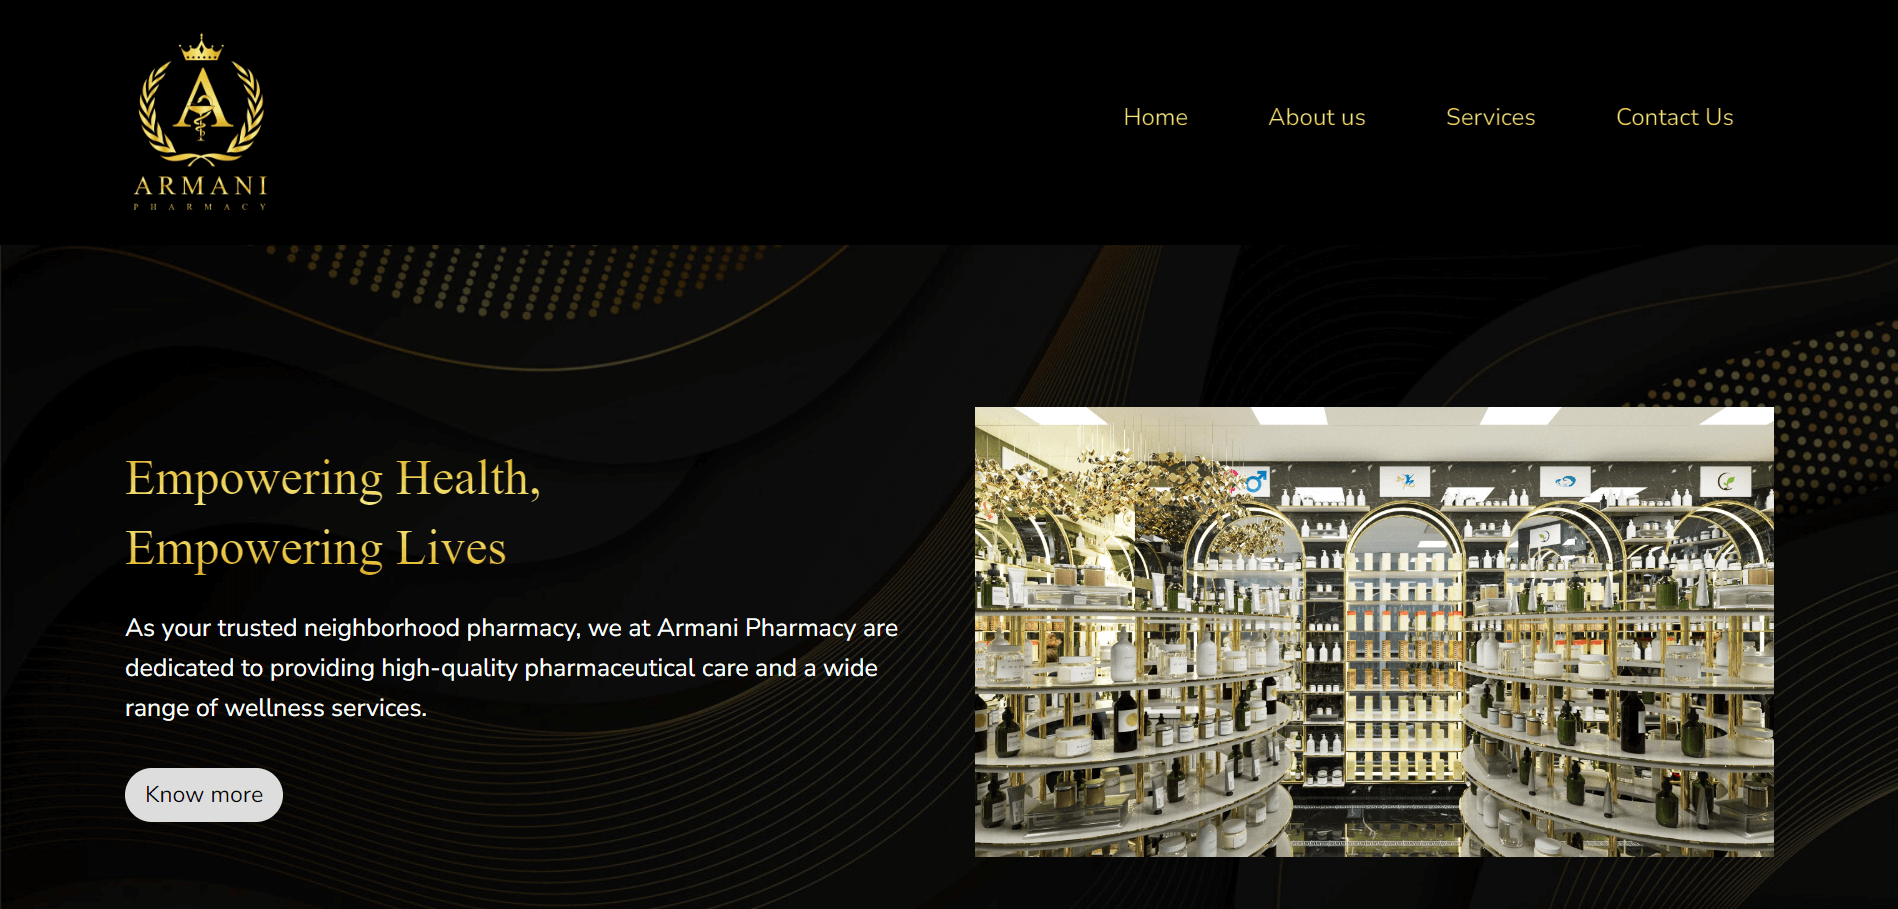 ARMANI
PHARMACY
Home
About us
Services
Contact Us
Empowering Health,
Empowering Lives
As your trusted neighborhood pharmacy, we at Armani Pharmacy are
dedicated to providing high-quality pharmaceutical care and a wide
range of wellness services.
Know more